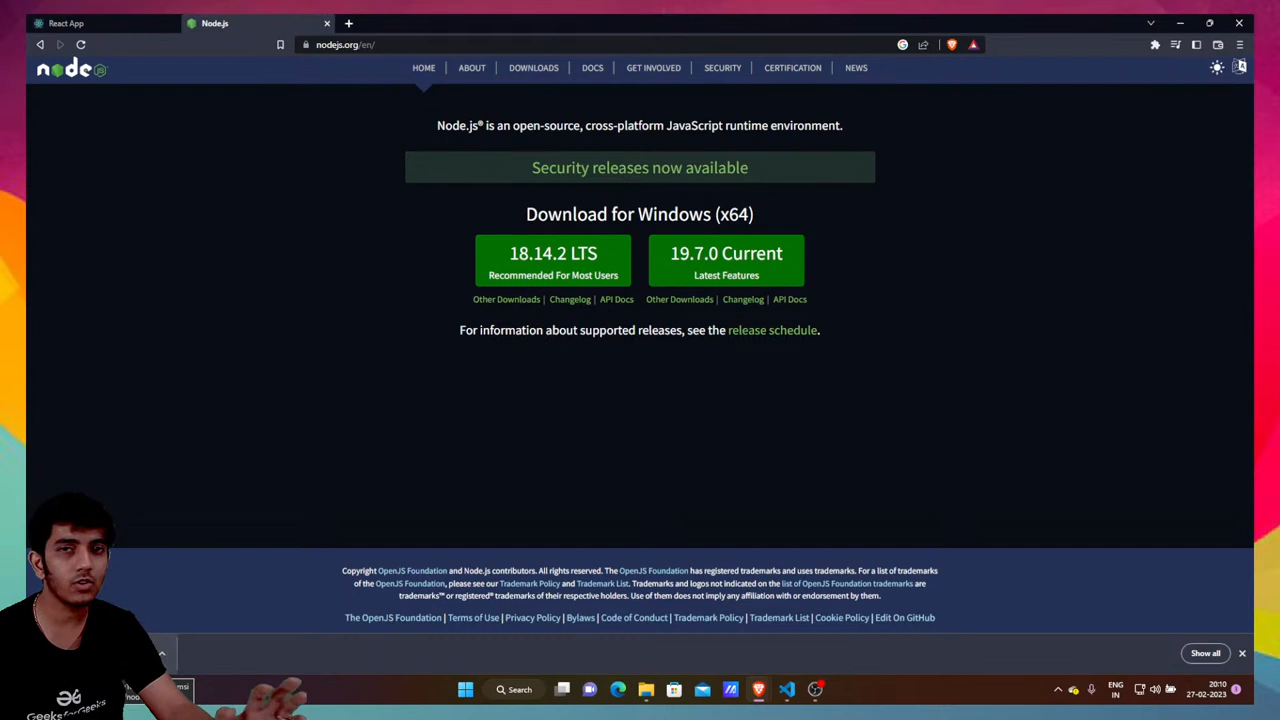 React App
Node.js
nodejs.org/en/
node JS
HOME | ABOUT | DOWNLOADS | DOCS | GET INVOLVED | SECURITY | CERTIFICATION | NEWS
Node.js® is an open-source, cross-platform JavaScript runtime environment.
Security releases now available
Download for Windows (x64)
18.14.2 LTS
Recommended For Most Users
19.7.0 Current
Latest Features
Other Downloads | Changelog | API Docs
Other Downloads | Changelog | API Docs
For information about supported releases, see the release schedule.
Copyright OpenJS Foundation and Node.js contributors. All rights reserved. The OpenJS Foundation has registered trademarks and uses trademarks. For a list of trademarks
of the OpenJS Foundation, please see our Trademark Policy and Trademark List. Trademarks and logos not indicated on the list of OpenJS Foundation trademarks are
trademarks™ or registered® trademarks of their respective holders. Use of them does not imply any affiliation with or endorsement by them.
The OpenJS Foundation | Terms of Use | Privacy Policy | Bylaws | Code of Conduct | Trademark Policy | Trademark List | Cookie Policy | Edit On GitHub
Show all
msi
Search
ENG
IN
20:10
27-02-2023
GeeksforGeeks